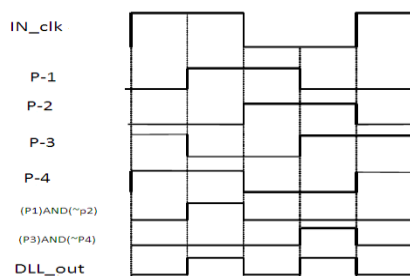 IN_clk
P-1
P-2
P-3
P-4
(P1)AND(~p2)
(P3)AND(~P4)
DLL_out